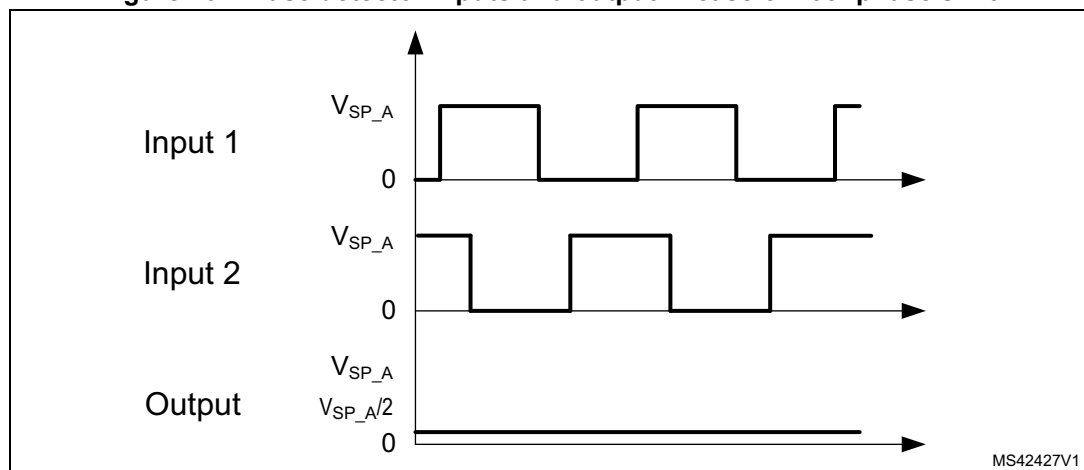 V_SP_A
Input 1
0
V_SP_A
Input 2
0
V_SP_A
Output V_SP_A/2
0
MS42427V1